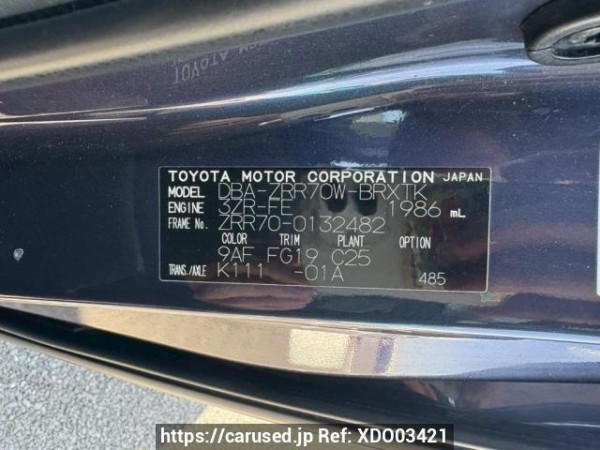 TOYOTA MOTOR CORPORATION JAPAN
MODEL DBA-ZRR70W-BRXTK
ENGINE 3ZR-FE 1986 mL
FRAME No. ZRR70-0132482
COLOR TRIM PLANT OPTION
9AF FG19 C25
TRANS./AXLE K111 -01A 485
https://carused.jp Ref: XDO03421